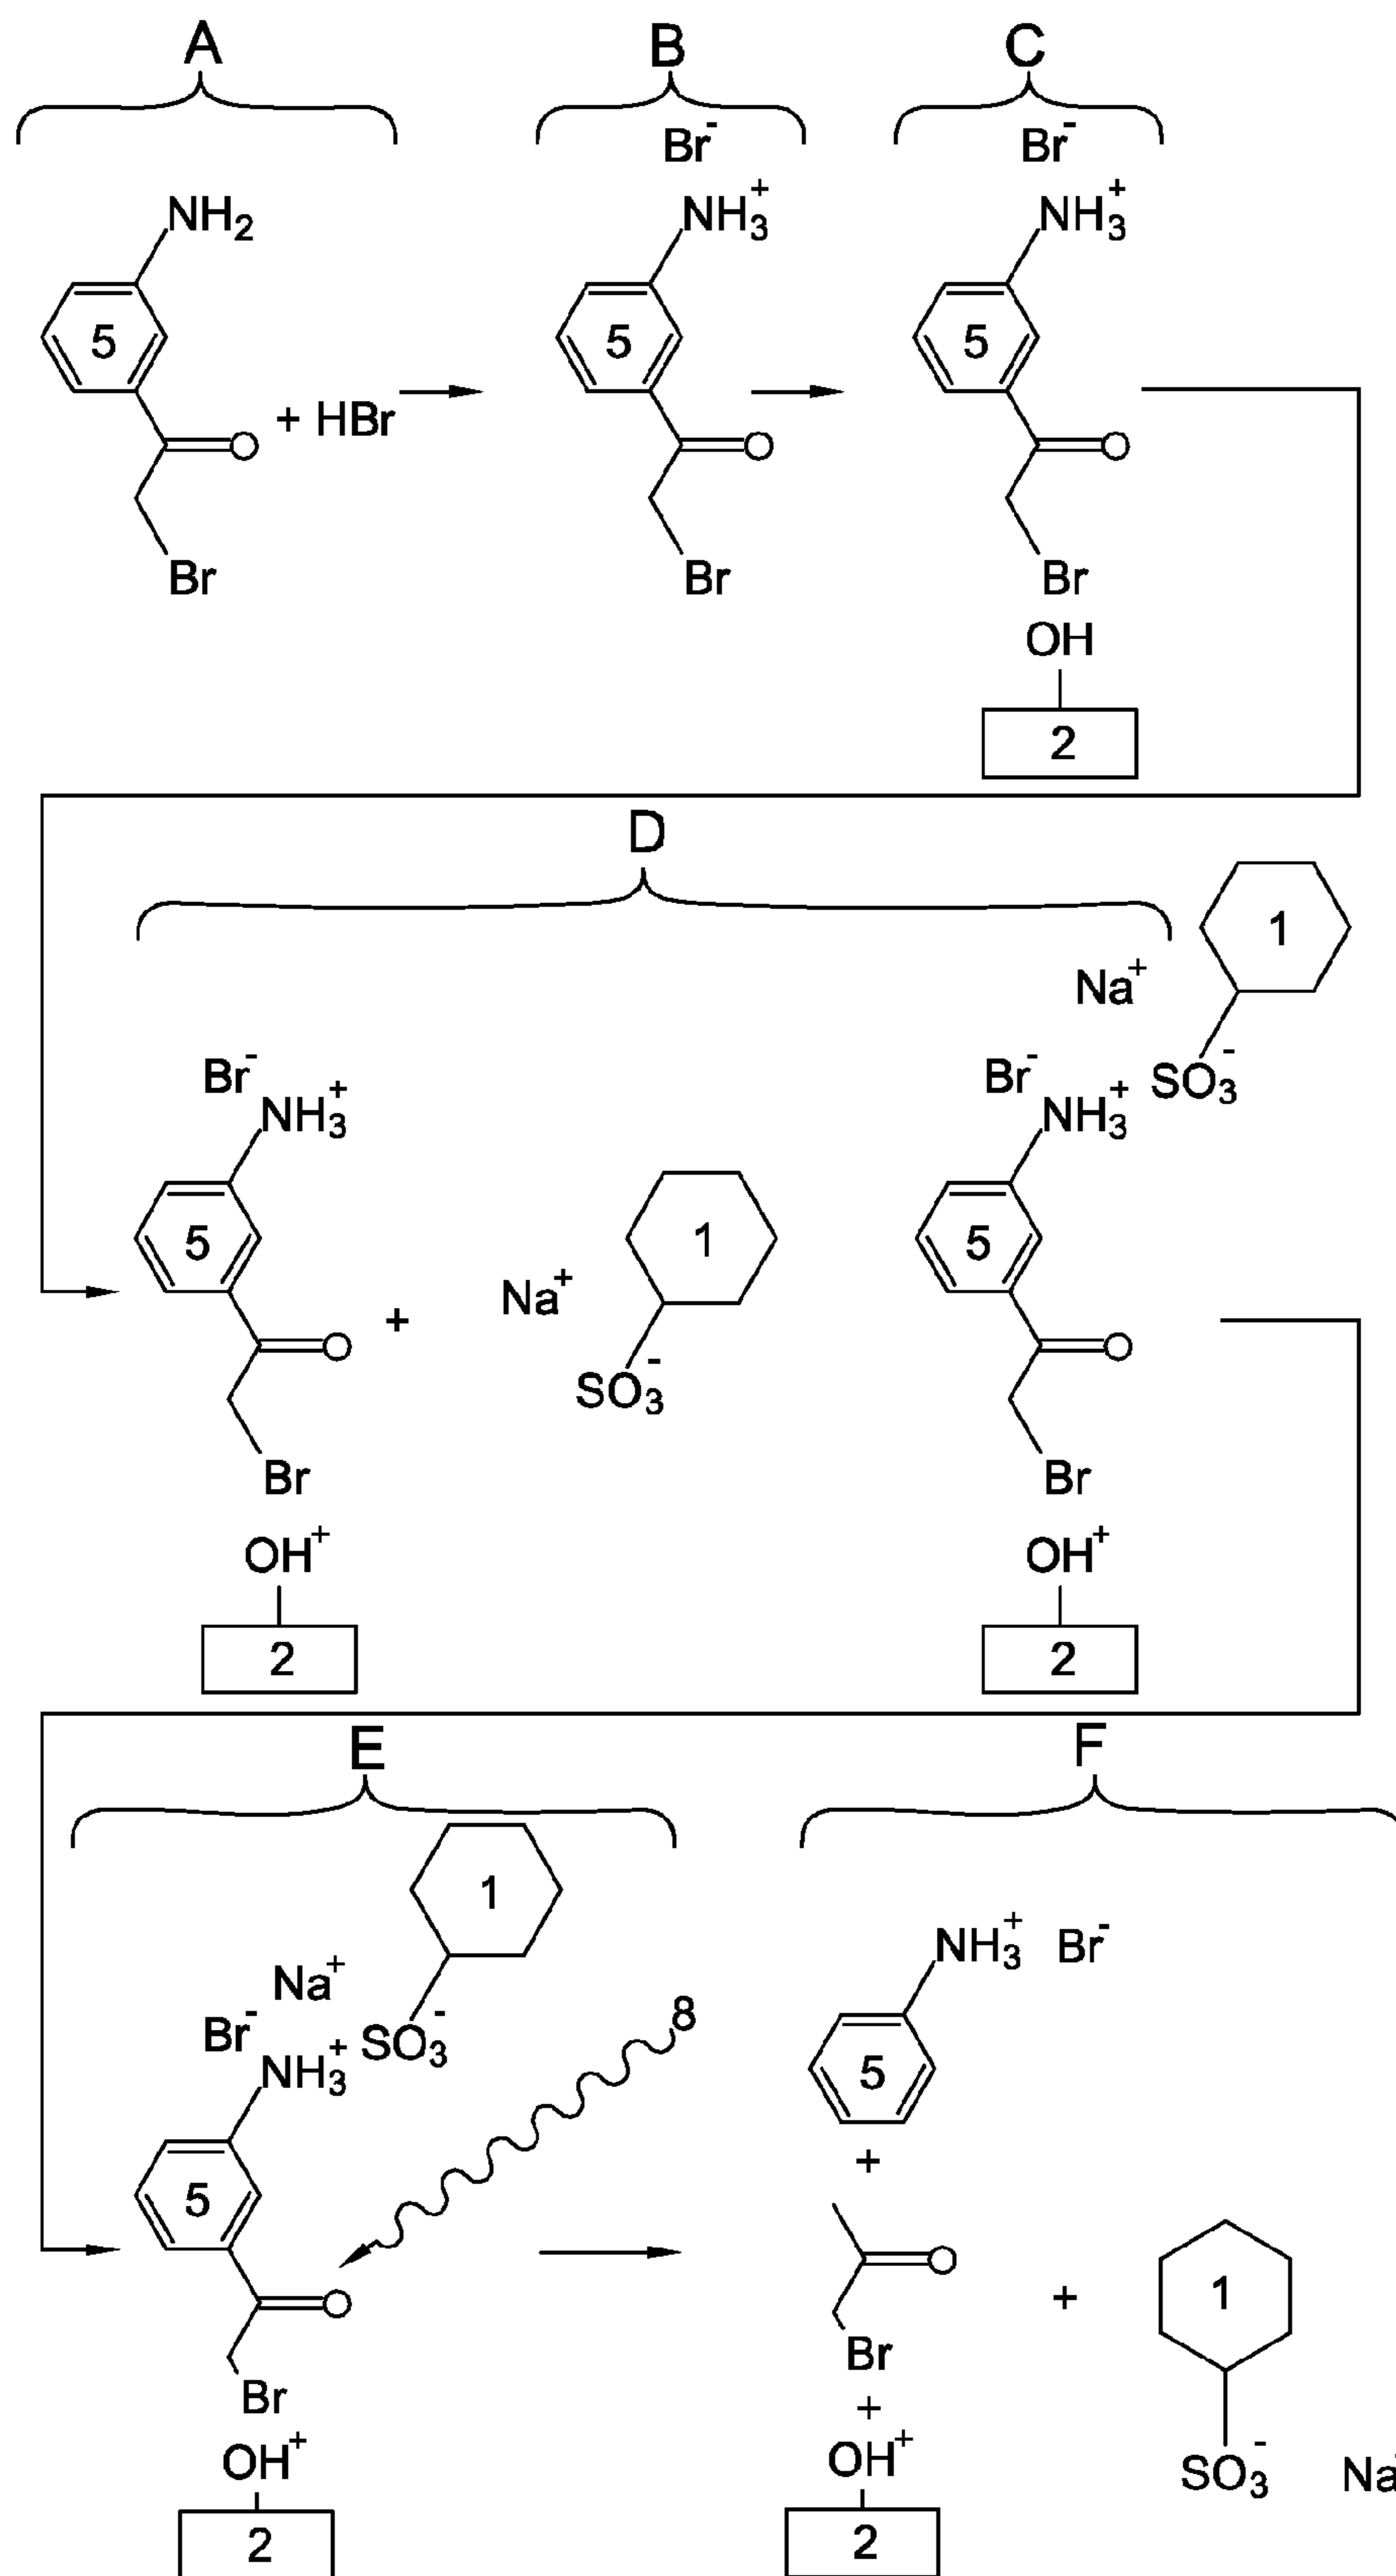 A B C
Br⁻ Br⁻
NH₂ NH₃⁺ NH₃⁺
5 5 5
+ HBr
O O O
Br Br Br
OH
2
D
1
Na⁺
Br⁻ Br⁻ SO₃⁻
NH₃⁺ NH₃⁺
5 1 5
Na⁺
+
O O
SO₃⁻
Br Br
OH⁺ OH⁺
2 2
E F
1
NH₃⁺ Br⁻
Na⁺
Br⁻ SO₃⁻ 8
NH₃⁺
5
+
5
O + 1
O
Br
Br
+
OH⁺ OH⁺ SO₃⁻ Na
2 2